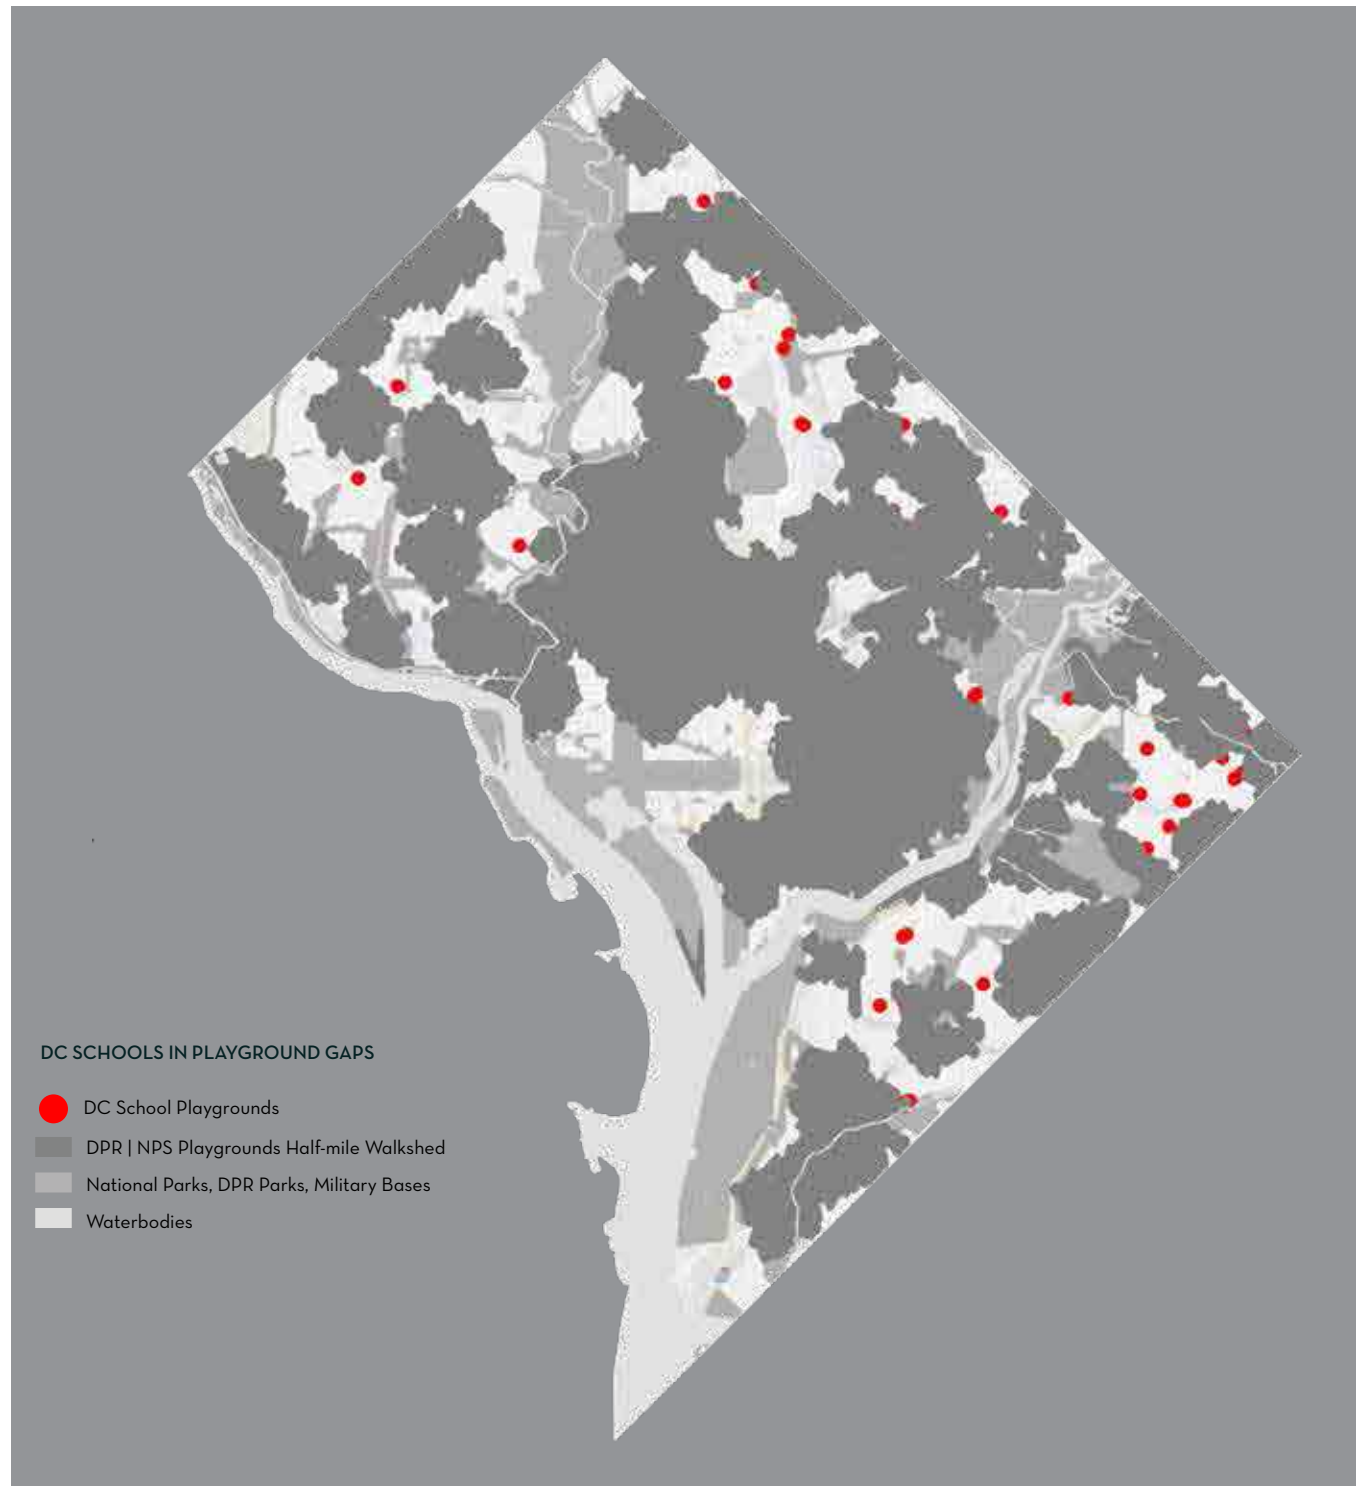 DC SCHOOLS IN PLAYGROUND GAPS
DC School Playgrounds
DPR | NPS Playgrounds Half-mile Walkshed
National Parks, DPR Parks, Military Bases
Waterbodies